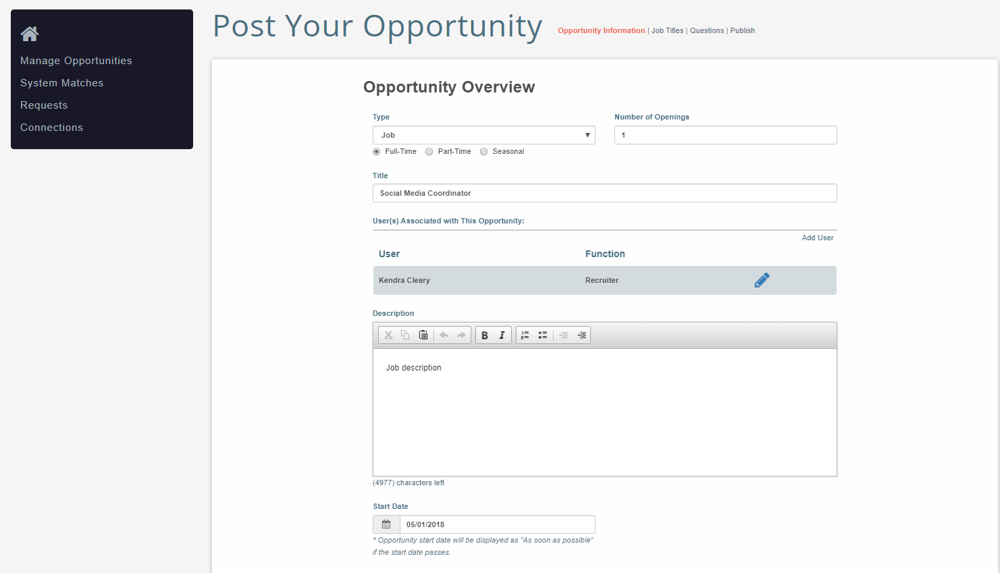 Post Your Opportunity
Opportunity Information | Job Titles | Questions | Publish
Manage Opportunities
System Matches
Requests
Connections
Opportunity Overview
Type
Number of Openings
Job
1
Full-Time Part-Time Seasonal
Title
Social Media Coordinator
User(s) Associated with This Opportunity:
Add User
User Function
Kendra Cleary Recruiter
Description
B I
Job description
(4977) characters left
Start Date
05/01/2018
* Opportunity start date will be displayed as “As soon as possible”
if the start date passes.